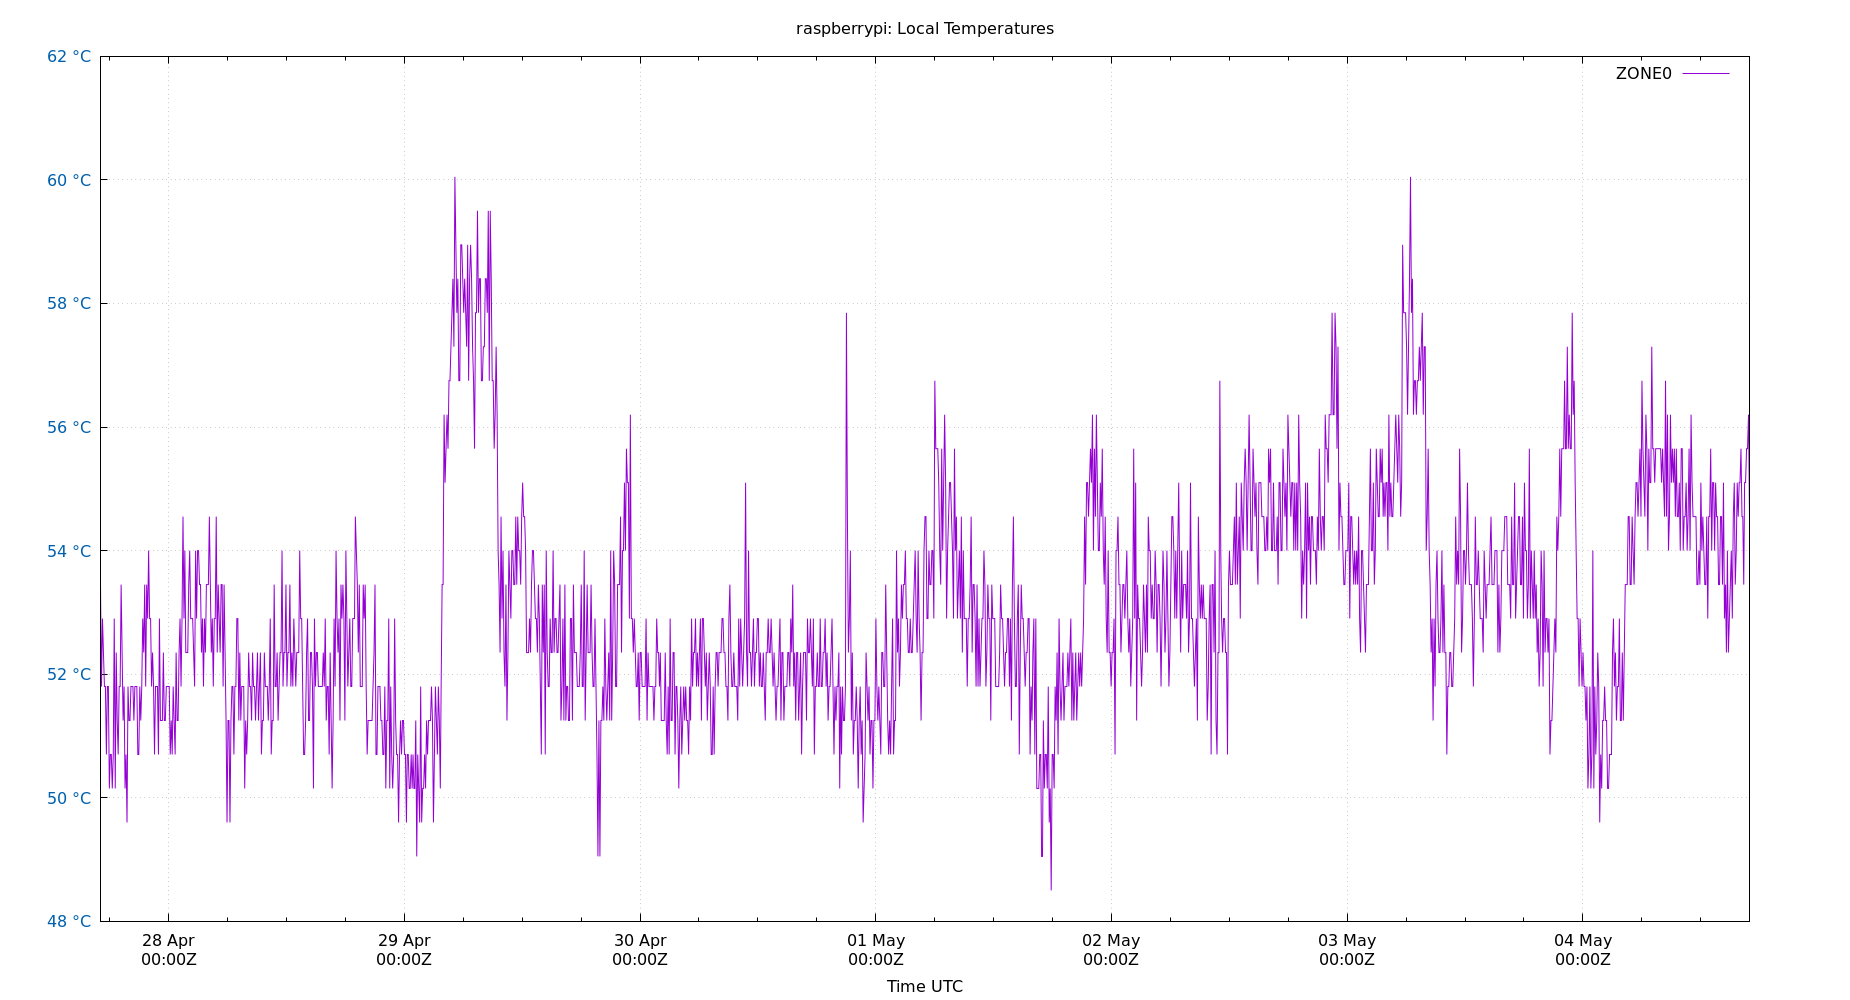 raspberrypi: Local Temperatures
62 °C
ZONE0
60 °C
58 °C
56 °C
54 °C
52 °C
50 °C
48 °C
28 Apr 29 Apr 30 Apr 01 May 02 May 03 May 04 May
00:00Z 00:00Z 00:00Z 00:00Z 00:00Z 00:00Z 00:00Z
Time UTC